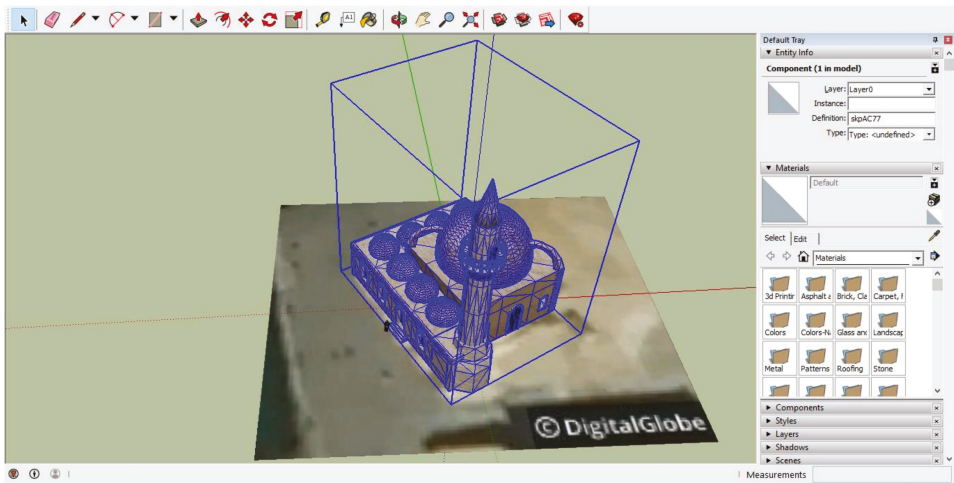 A1
Default Tray
▼ Entity Info
Component (1 in model)
Layer: Layer0
Instance:
Definition: skpAC77
Type: Type: <undefined>
▼ Materials
Default
Select Edit
Materials
3d Printir Asphalt a Brick, Cla Carpet, F
Colors Colors-Na Glass and Landscap
Metal Patterns Roofing Stone
► Components
► Styles
► Layers
► Shadows
► Scenes
© DigitalGlobe
Measurements